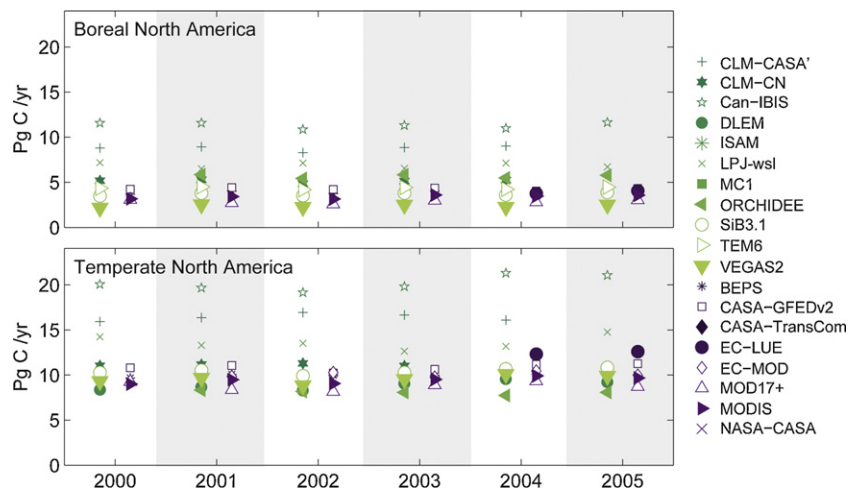 Boreal North America
20
15
10
5
0
Pg C /yr
Temperate North America
20
15
10
5
0
Pg C /yr
2000 2001 2002 2003 2004 2005
CLM−CASA'
CLM−CN
Can−IBIS
DLEM
ISAM
LPJ−wsl
MC1
ORCHIDEE
SiB3.1
TEM6
VEGAS2
BEPS
CASA−GFEDv2
CASA−TransCom
EC−LUE
EC−MOD
MOD17+
MODIS
NASA−CASA